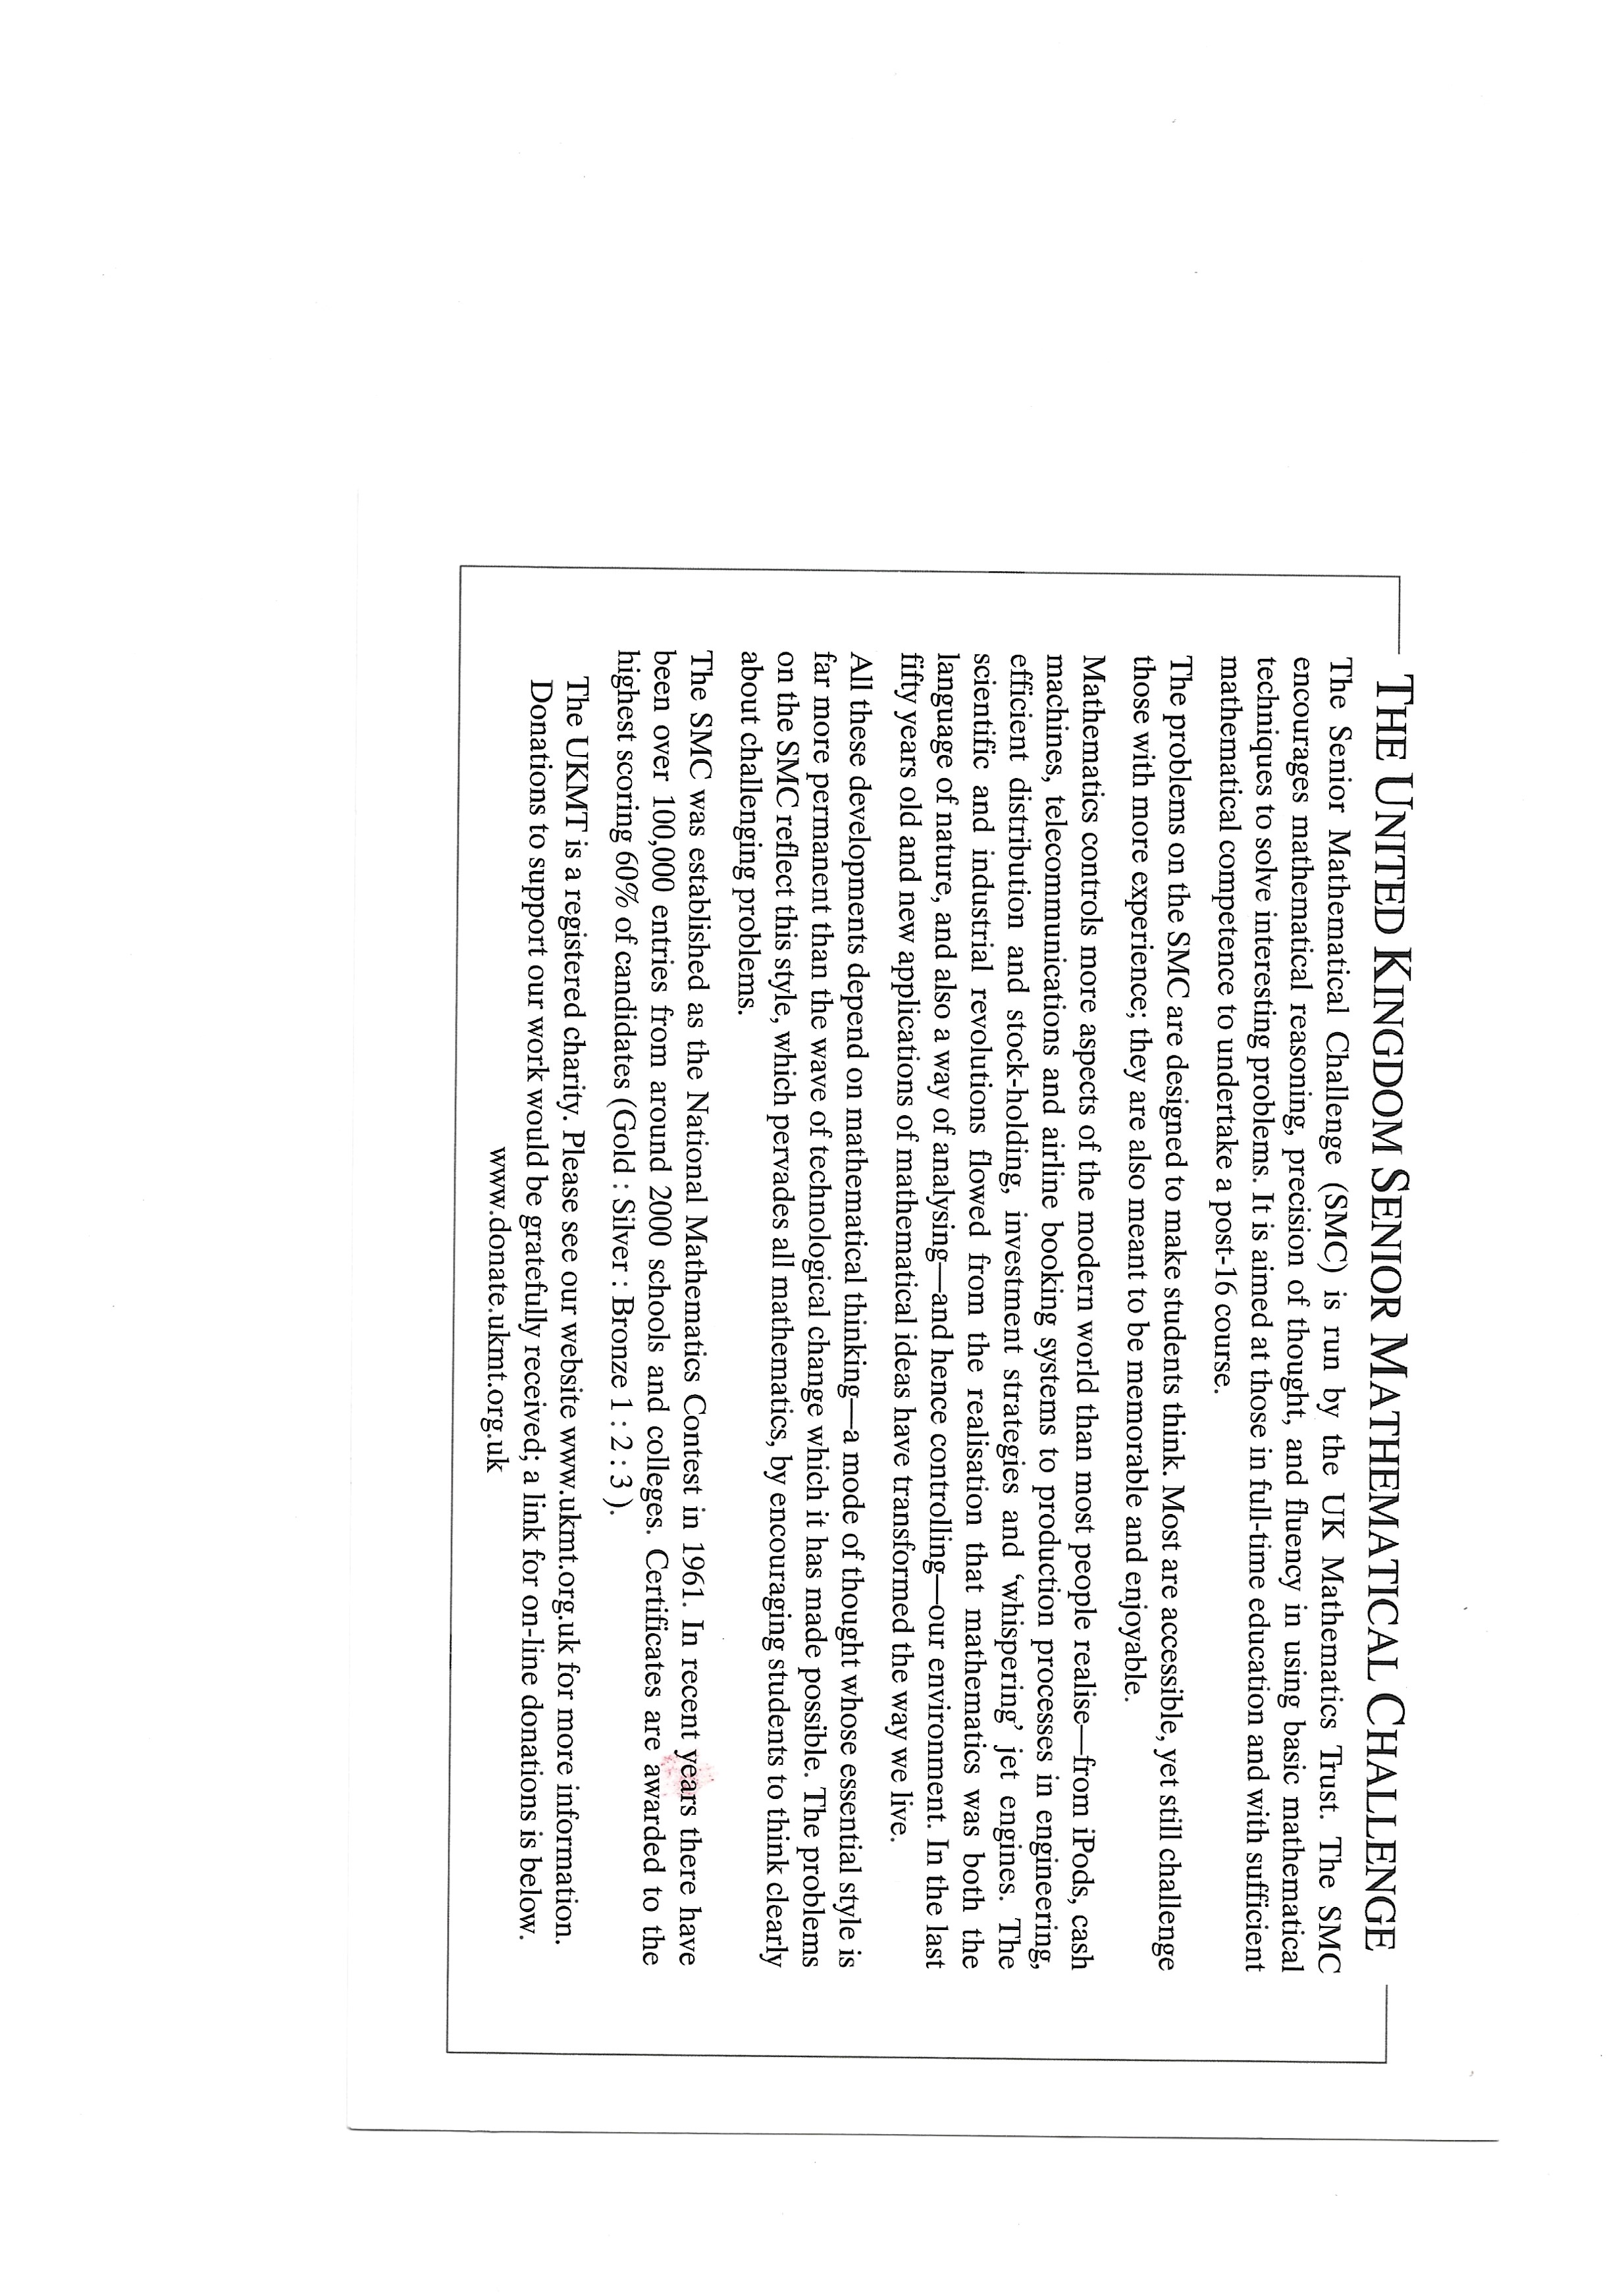 THE UNITED KINGDOM SENIOR MATHEMATICAL CHALLENGE
The Senior Mathematical Challenge (SMC) is run by the UK Mathematics Trust. The SMC
encourages mathematical reasoning, precision of thought, and fluency in using basic mathematical
techniques to solve interesting problems. It is aimed at those in full-time education and with sufficient
mathematical competence to undertake a post-16 course.
The problems on the SMC are designed to make students think. Most are accessible, yet still challenge
those with more experience; they are also meant to be memorable and enjoyable.
Mathematics controls more aspects of the modern world than most people realise—from iPods, cash
machines, telecommunications and airline booking systems to production processes in engineering,
efficient distribution and stock-holding, investment strategies and ‘whispering’ jet engines. The
scientific and industrial revolutions flowed from the realisation that mathematics was both the
language of nature, and also a way of analysing—and hence controlling—our environment. In the last
fifty years old and new applications of mathematical ideas have transformed the way we live.
All these developments depend on mathematical thinking—a mode of thought whose essential style is
far more permanent than the wave of technological change which it has made possible. The problems
on the SMC reflect this style, which pervades all mathematics, by encouraging students to think clearly
about challenging problems.
The SMC was established as the National Mathematics Contest in 1961. In recent years there have
been over 100,000 entries from around 2000 schools and colleges. Certificates are awarded to the
highest scoring 60% of candidates (Gold : Silver : Bronze 1 : 2 : 3 ).
The UKMT is a registered charity. Please see our website www.ukmt.org.uk for more information.
Donations to support our work would be gratefully received; a link for on-line donations is below.
www.donate.ukmt.org.uk